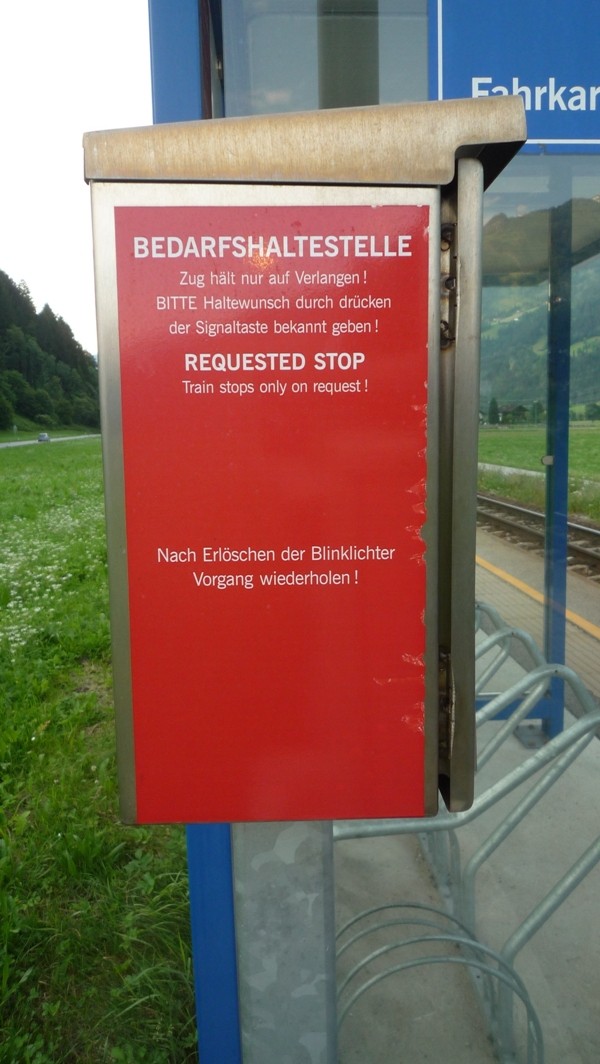 Fahrkar
BEDARFSHALTESTELLE
Zug hält nur auf Verlangen !
BITTE Haltewunsch durch drücken
der Signaltaste bekannt geben !
REQUESTED STOP
Train stops only on request !
Nach Erlöschen der Blinklichter
Vorgang wiederholen !